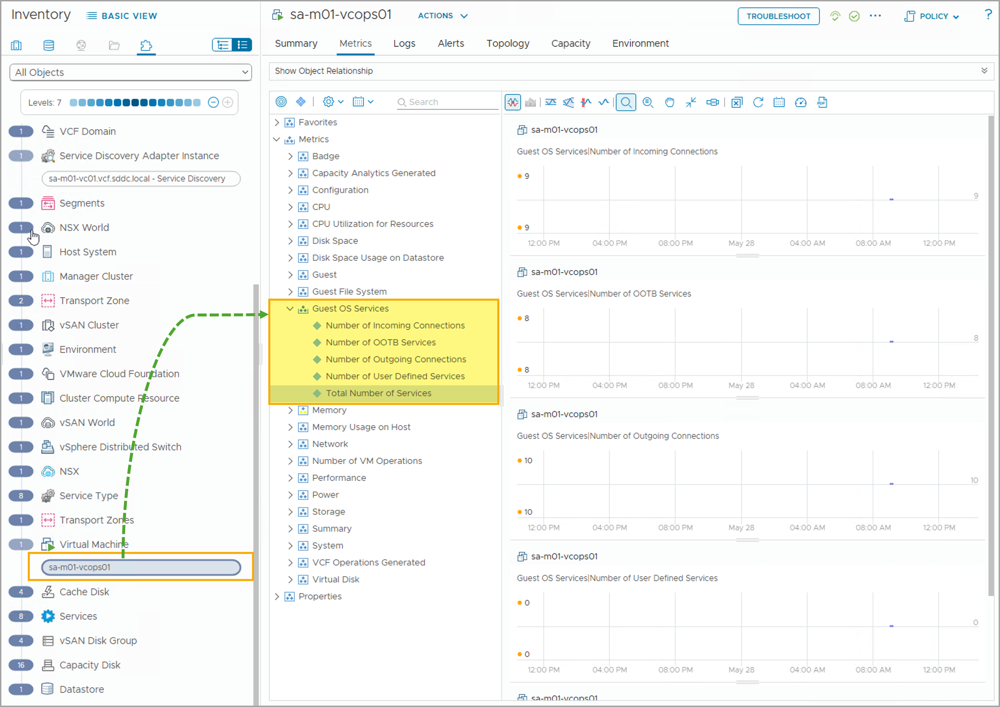 Inventory
BASIC VIEW
All Objects
Levels: 7
1 VCF Domain
1 Service Discovery Adapter Instance
sa-m01-vc01.vcf.sddc.local - Service Discovery
1 Segments
1 NSX World
1 Host System
1 Manager Cluster
2 Transport Zone
1 vSAN Cluster
1 Environment
1 VMware Cloud Foundation
1 Cluster Compute Resource
1 vSAN World
1 vSphere Distributed Switch
1 NSX
8 Service Type
1 Transport Zones
1 Virtual Machine
sa-m01-vcops01
4 Cache Disk
8 Services
4 vSAN Disk Group
16 Capacity Disk
1 Datastore
sa-m01-vcops01
ACTIONS
TROUBLESHOOT
POLICY
?
Summary Metrics Logs Alerts Topology Capacity Environment
Show Object Relationship
Search
Favorites
Metrics
Badge
Capacity Analytics Generated
Configuration
CPU
CPU Utilization for Resources
Disk Space
Disk Space Usage on Datastore
Guest
Guest File System
Guest OS Services
Number of Incoming Connections
Number of OOTB Services
Number of Outgoing Connections
Number of User Defined Services
Total Number of Services
Memory
Memory Usage on Host
Network
Number of VM Operations
Performance
Power
Storage
Summary
System
VCF Operations Generated
Virtual Disk
Properties
PDF
sa-m01-vcops01
Guest OS Services|Number of Incoming Connections
9
9
9
12:00 PM 04:00 PM 08:00 PM May 28 04:00 AM 08:00 AM 12:00 PM
sa-m01-vcops01
Guest OS Services|Number of OOTB Services
8
8
8
12:00 PM 04:00 PM 08:00 PM May 28 04:00 AM 08:00 AM 12:00 PM
sa-m01-vcops01
Guest OS Services|Number of Outgoing Connections
10
10
10
12:00 PM 04:00 PM 08:00 PM May 28 04:00 AM 08:00 AM 12:00 PM
sa-m01-vcops01
Guest OS Services|Number of User Defined Services
0
0
0
12:00 PM 04:00 PM 08:00 PM May 28 04:00 AM 08:00 AM 12:00 PM
sa-m01-vcops01